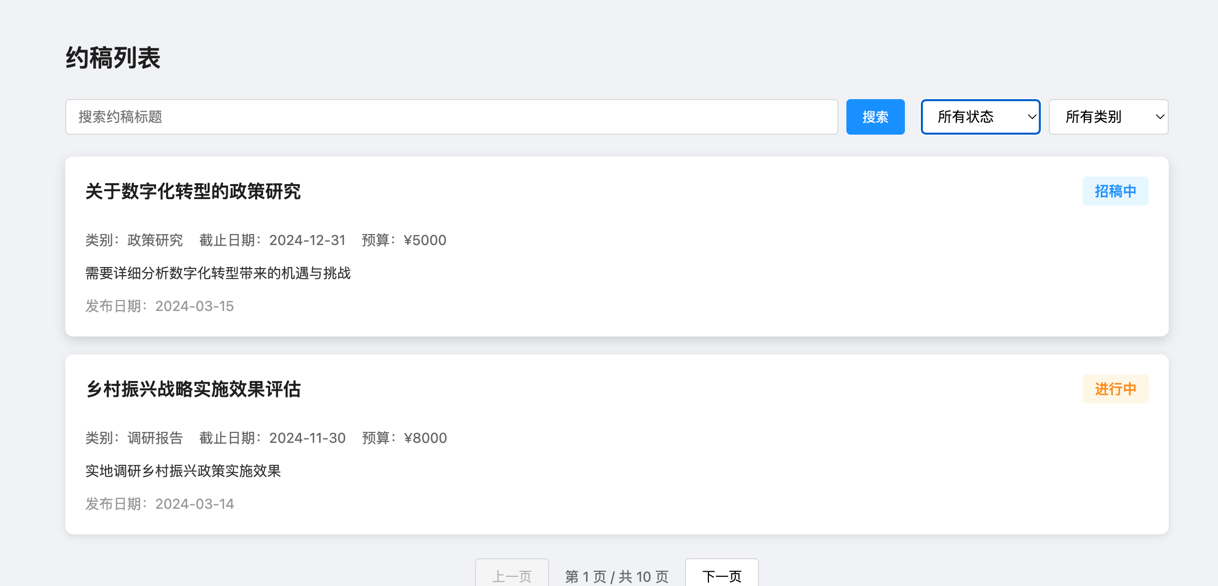 约稿列表
搜索约稿标题 搜索 所有状态 所有类别
关于数字化转型的政策研究 招稿中
类别：政策研究 截止日期：2024-12-31 预算：¥5000
需要详细分析数字化转型带来的机遇与挑战
发布日期：2024-03-15
乡村振兴战略实施效果评估 进行中
类别：调研报告 截止日期：2024-11-30 预算：¥8000
实地调研乡村振兴政策实施效果
发布日期：2024-03-14
上一页 第 1 页 / 共 10 页 下一页